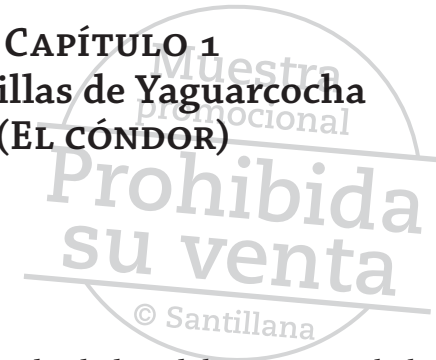 Capítulo 1
illas de Yaguarcocha
(El cóndor)
Muestra
promocional
Prohibida
su venta
© Santillana